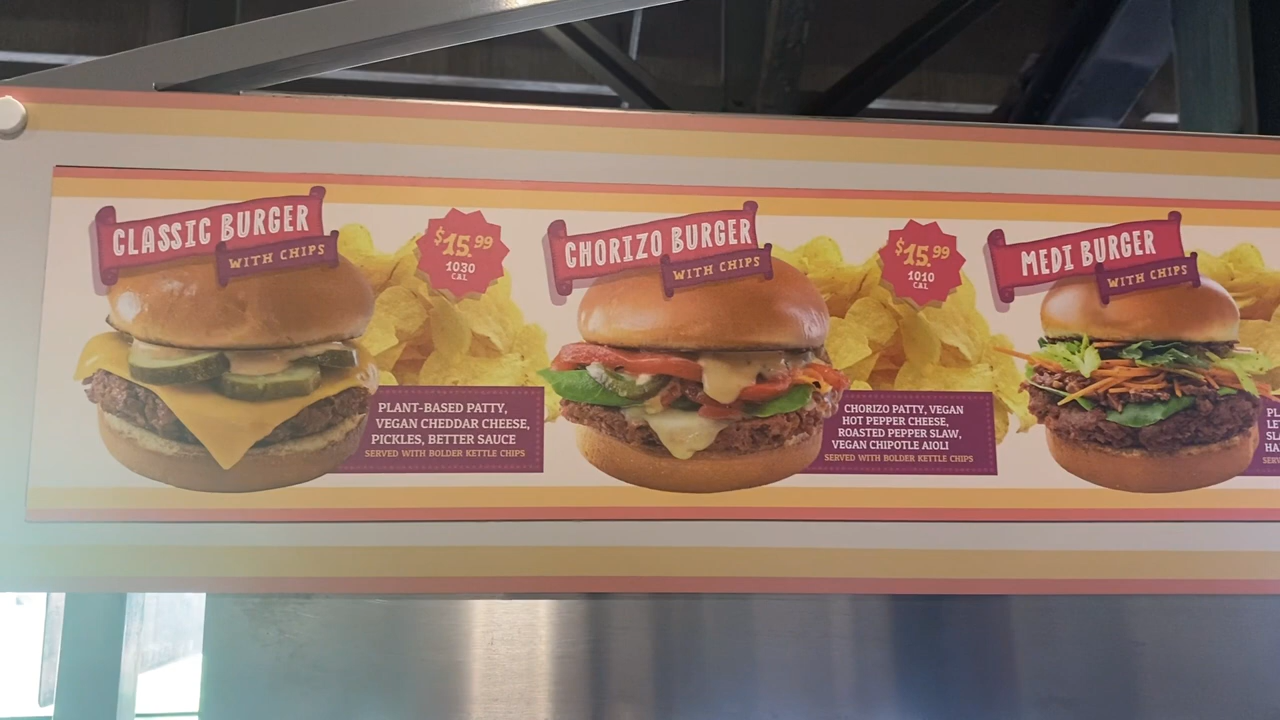 CLASSIC BURGER
WITH CHIPS
$15.99
1030
CAL
PLANT-BASED PATTY,
VEGAN CHEDDAR CHEESE,
PICKLES, BETTER SAUCE
SERVED WITH BOLDER KETTLE CHIPS
CHORIZO BURGER
WITH CHIPS
$15.99
1010
CAL
CHORIZO PATTY, VEGAN
HOT PEPPER CHEESE,
ROASTED PEPPER SLAW,
VEGAN CHIPOTLE AIOLI
SERVED WITH BOLDER KETTLE CHIPS
MEDI BURGER
WITH CHIPS